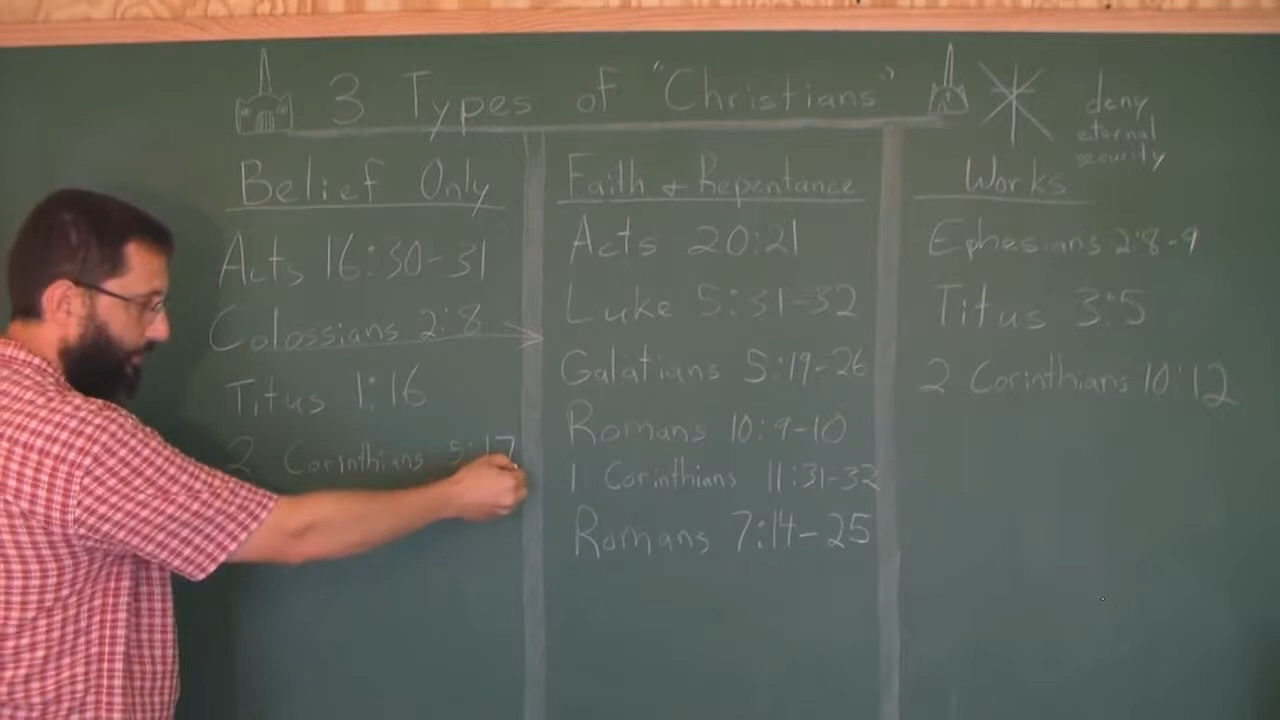 3 Types of "Christians"
deny
eternal
security
Belief Only
Acts 16:30-31
Colossians 2:8
Titus 1:16
2 Corinthians 5:17
Faith & Repentance
Acts 20:21
Luke 5:31-32
Galatians 5:19-26
Romans 10:9-10
1 Corinthians 11:31-32
Romans 7:14-25
Works
Ephesians 2:8-9
Titus 3:5
2 Corinthians 10:12